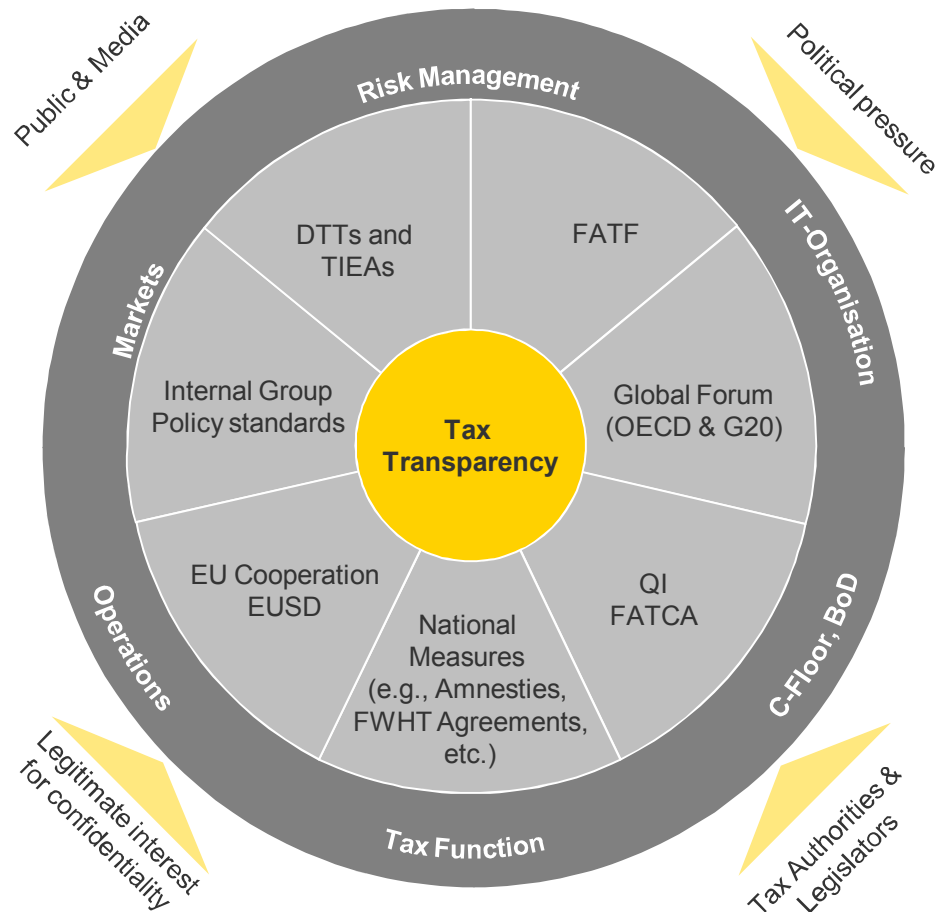 Public & Media
Political pressure
Risk Management
IT-Organisation
Markets
DTTs and
TIEAs
FATF
Internal Group
Policy standards
Tax
Transparency
Global Forum
(OECD & G20)
EU Cooperation
EUSD
National
Measures
(e.g., Amnesties,
FWHT Agreements,
etc.)
QI
FATCA
Operations
C-Floor, BoD
Tax Function
Legitimate interest
for confidentiality
Tax Authorities &
Legislators